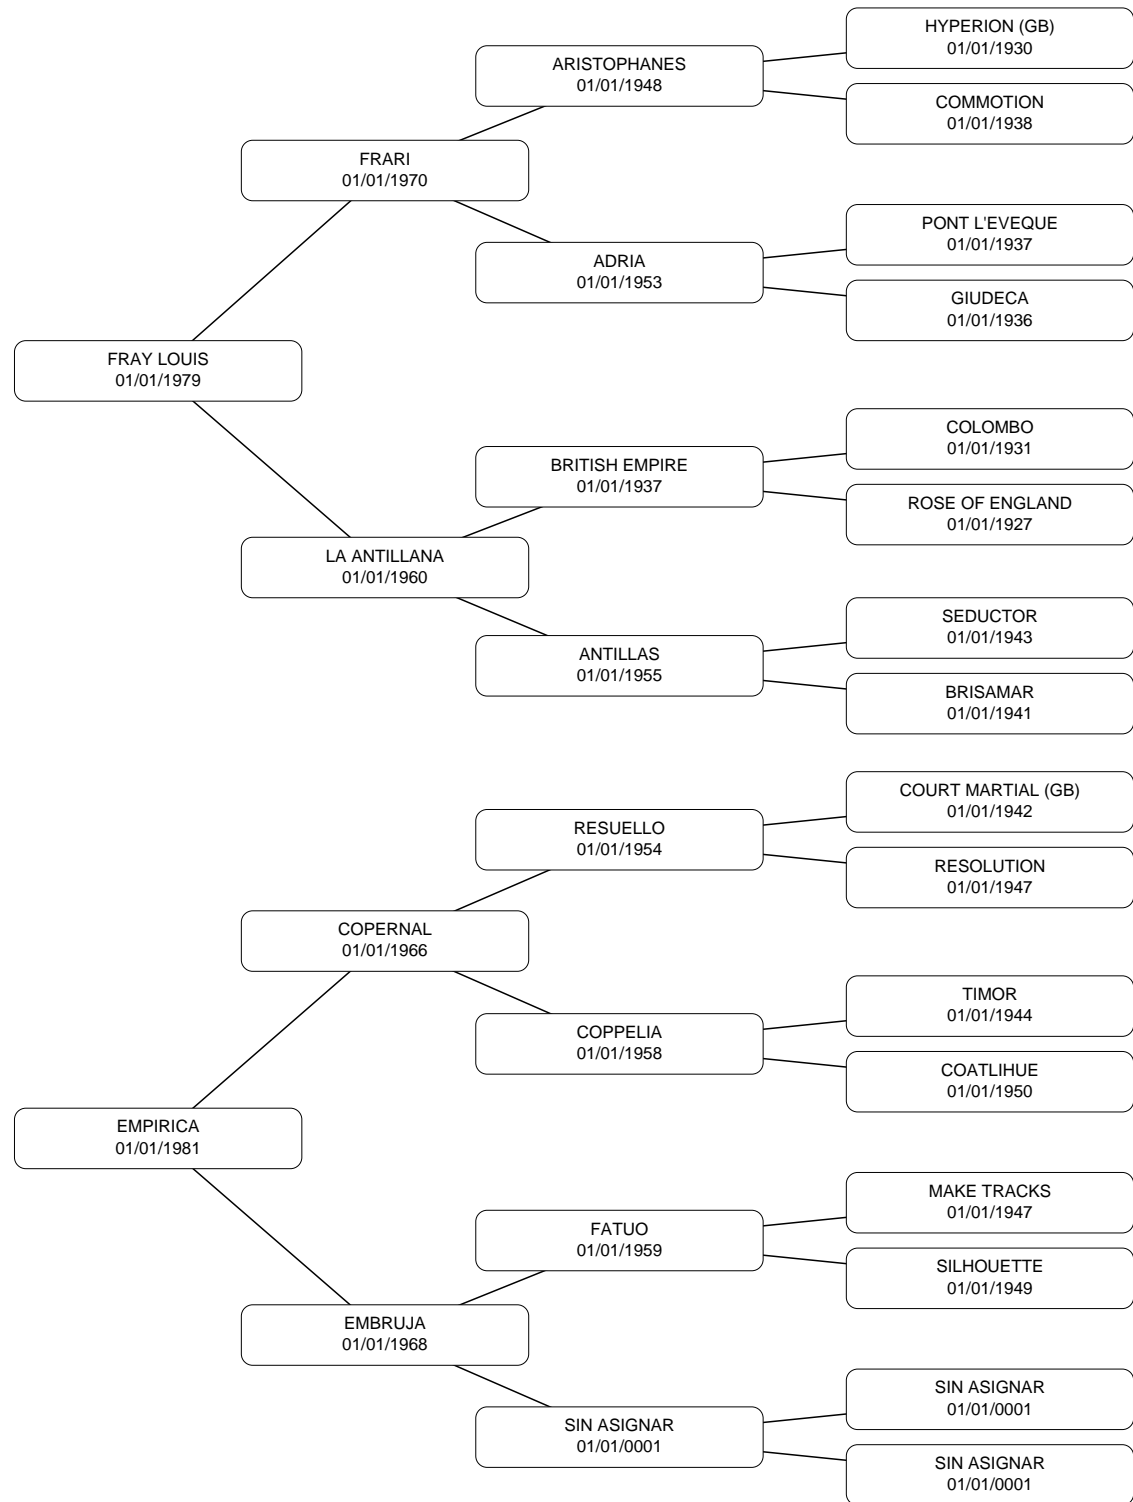 HYPERION (GB)
01/01/1930
ARISTOPHANES
01/01/1948
COMMOTION
01/01/1938
FRARI
01/01/1970
PONT L'EVEQUE
01/01/1937
ADRIA
01/01/1953
GIUDECA
01/01/1936
FRAY LOUIS
01/01/1979
COLOMBO
01/01/1931
BRITISH EMPIRE
01/01/1937
ROSE OF ENGLAND
01/01/1927
LA ANTILLANA
01/01/1960
SEDUCTOR
01/01/1943
ANTILLAS
01/01/1955
BRISAMAR
01/01/1941
COURT MARTIAL (GB)
01/01/1942
RESUELLO
01/01/1954
RESOLUTION
01/01/1947
COPERNAL
01/01/1966
TIMOR
01/01/1944
COPPELIA
01/01/1958
COATLIHUE
01/01/1950
EMPIRICA
01/01/1981
MAKE TRACKS
01/01/1947
FATUO
01/01/1959
SILHOUETTE
01/01/1949
EMBRUJA
01/01/1968
SIN ASIGNAR
01/01/0001
SIN ASIGNAR
01/01/0001
SIN ASIGNAR
01/01/0001